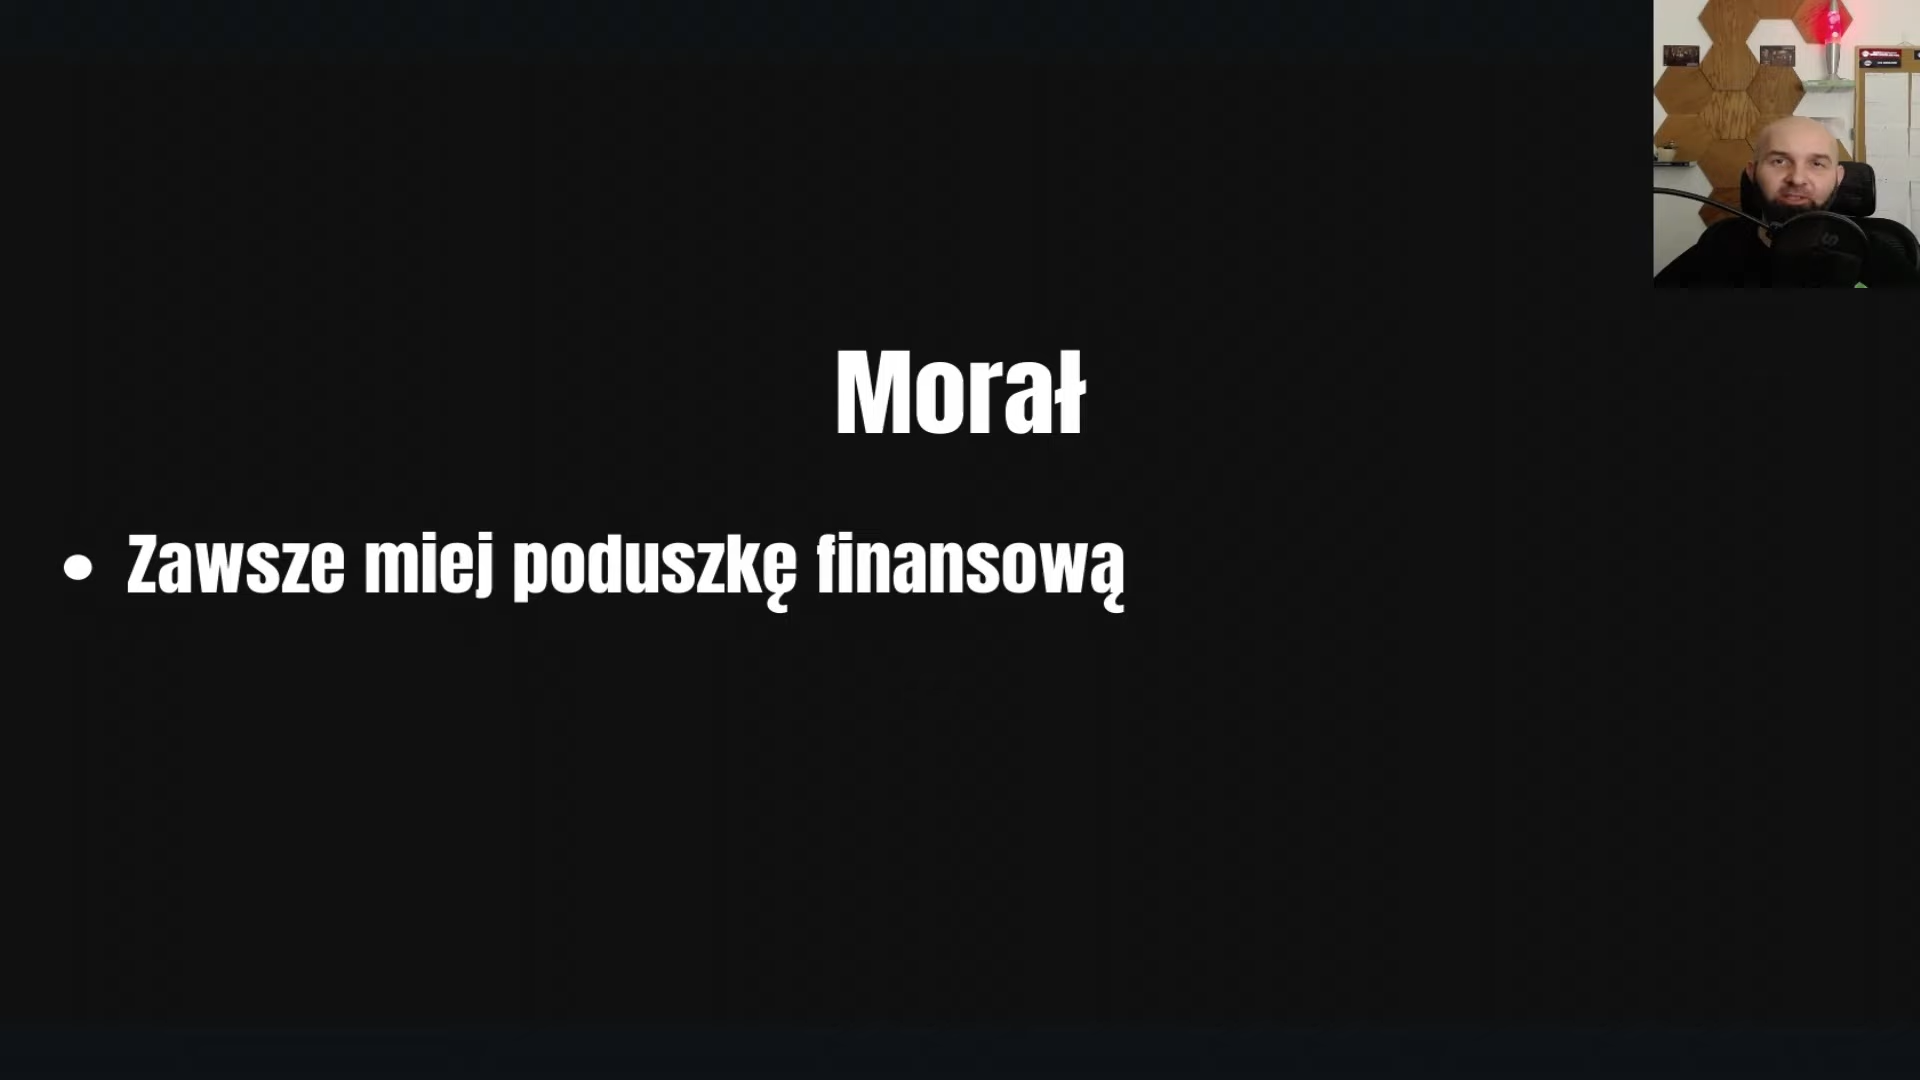 Morał
• Zawsze miej poduszkę finansową